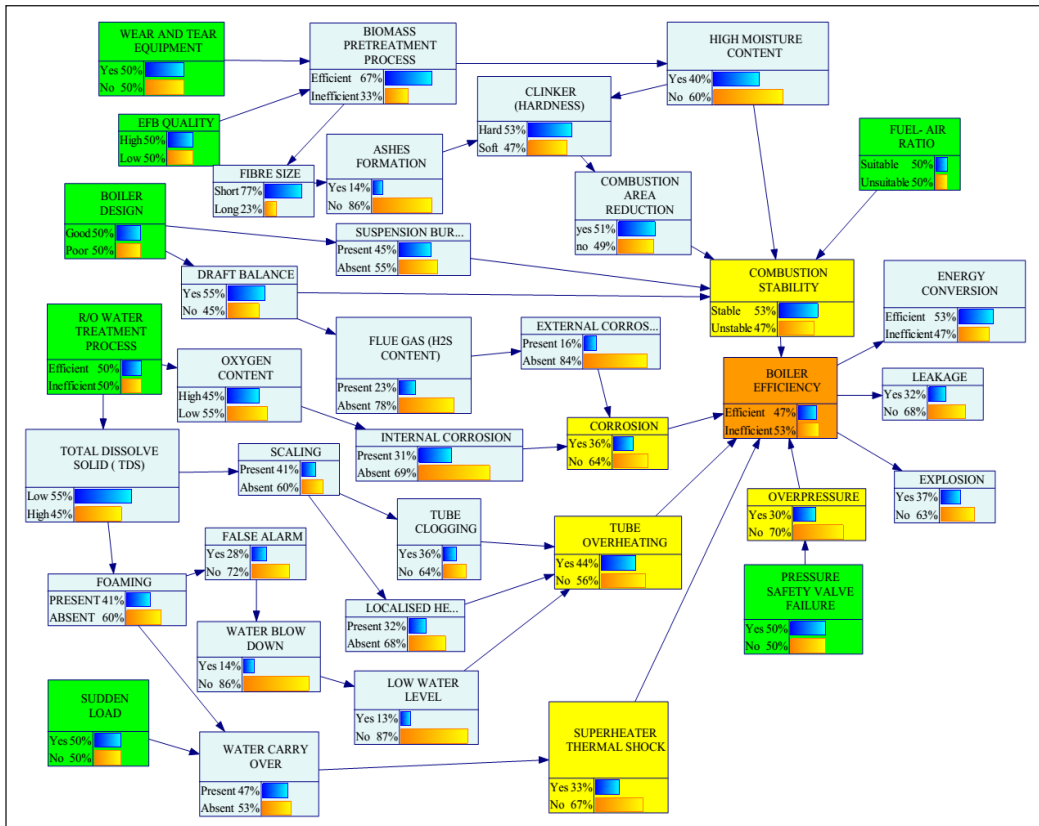 WEAR AND TEAR
EQUIPMENT
Yes 50%
No 50%
BIOMASS
PRETREATMENT
PROCESS
Efficient 67%
Inefficient 33%
HIGH MOISTURE
CONTENT
Yes 40%
No 60%
EFB QUALITY
High 50%
Low 50%
CLINKER
(HARDNESS)
Hard 53%
Soft 47%
FUEL- AIR
RATIO
Suitable 50%
Unsuitable 50%
ASHES
FORMATION
Yes 14%
No 86%
FIBRE SIZE
Short 77%
Long 23%
BOILER
DESIGN
Good 50%
Poor 50%
COMBUSTION
AREA
REDUCTION
yes 51%
no 49%
SUSPENSION BUR...
Present 45%
Absent 55%
DRAFT BALANCE
Yes 55%
No 45%
COMBUSTION
STABILITY
Stable 53%
Unstable 47%
ENERGY
CONVERSION
Efficient 53%
Inefficient 47%
R/O WATER
TREATMENT
PROCESS
Efficient 50%
Inefficient 50%
OXYGEN
CONTENT
High 45%
Low 55%
FLUE GAS (H2S
CONTENT)
Present 23%
Absent 78%
EXTERNAL CORROS...
Present 16%
Absent 84%
BOILER
EFFICIENCY
Efficient 47%
Inefficient 53%
LEAKAGE
Yes 32%
No 68%
TOTAL DISSOLVE
SOLID ( TDS)
Low 55%
High 45%
SCALING
Present 41%
Absent 60%
INTERNAL CORROSION
Present 31%
Absent 69%
CORROSION
Yes 36%
No 64%
EXPLOSION
Yes 37%
No 63%
OVERPRESSURE
Yes 30%
No 70%
TUBE
CLOGGING
Yes 36%
No 64%
TUBE
OVERHEATING
Yes 44%
No 56%
FALSE ALARM
Yes 28%
No 72%
FOAMING
PRESENT 41%
ABSENT 60%
PRESSURE
SAFETY VALVE
FAILURE
Yes 50%
No 50%
LOCALISED HE...
Present 32%
Absent 68%
WATER BLOW
DOWN
Yes 14%
No 86%
LOW WATER
LEVEL
Yes 13%
No 87%
SUDDEN
LOAD
Yes 50%
No 50%
WATER CARRY
OVER
Present 47%
Absent 53%
SUPERHEATER
THERMAL SHOCK
Yes 33%
No 67%